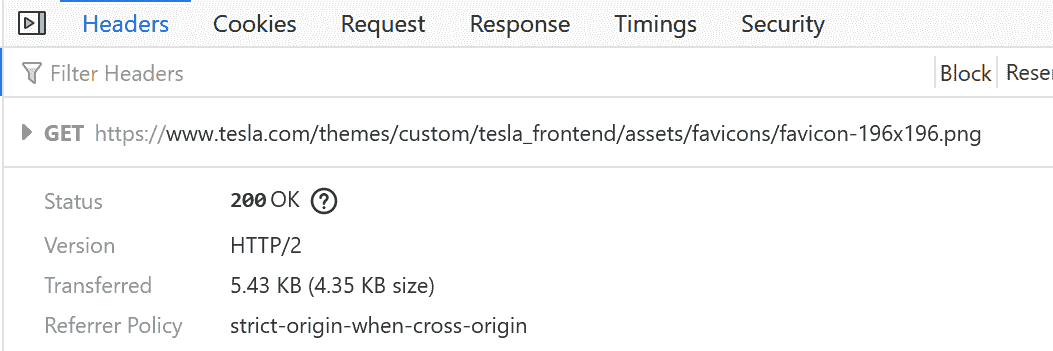 Headers Cookies Request Response Timings Security
Filter Headers Block
GET https://www.tesla.com/themes/custom/tesla_frontend/assets/favicons/favicon-196x196.png
Status 200 OK ?
Version HTTP/2
Transferred 5.43 KB (4.35 KB size)
Referrer Policy strict-origin-when-cross-origin